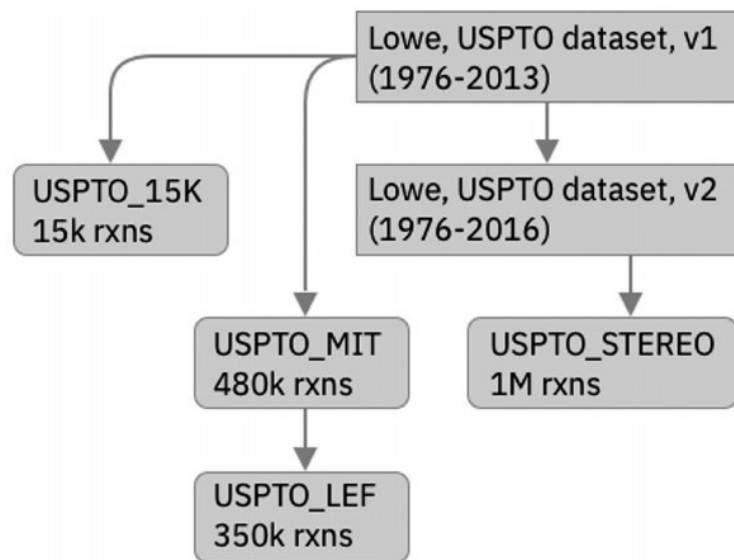 Lowe, USPTO dataset, v1
(1976-2013)
USPTO_15K
15k rxns
Lowe, USPTO dataset, v2
(1976-2016)
USPTO_MIT
480k rxns
USPTO_STEREO
1M rxns
USPTO_LEF
350k rxns